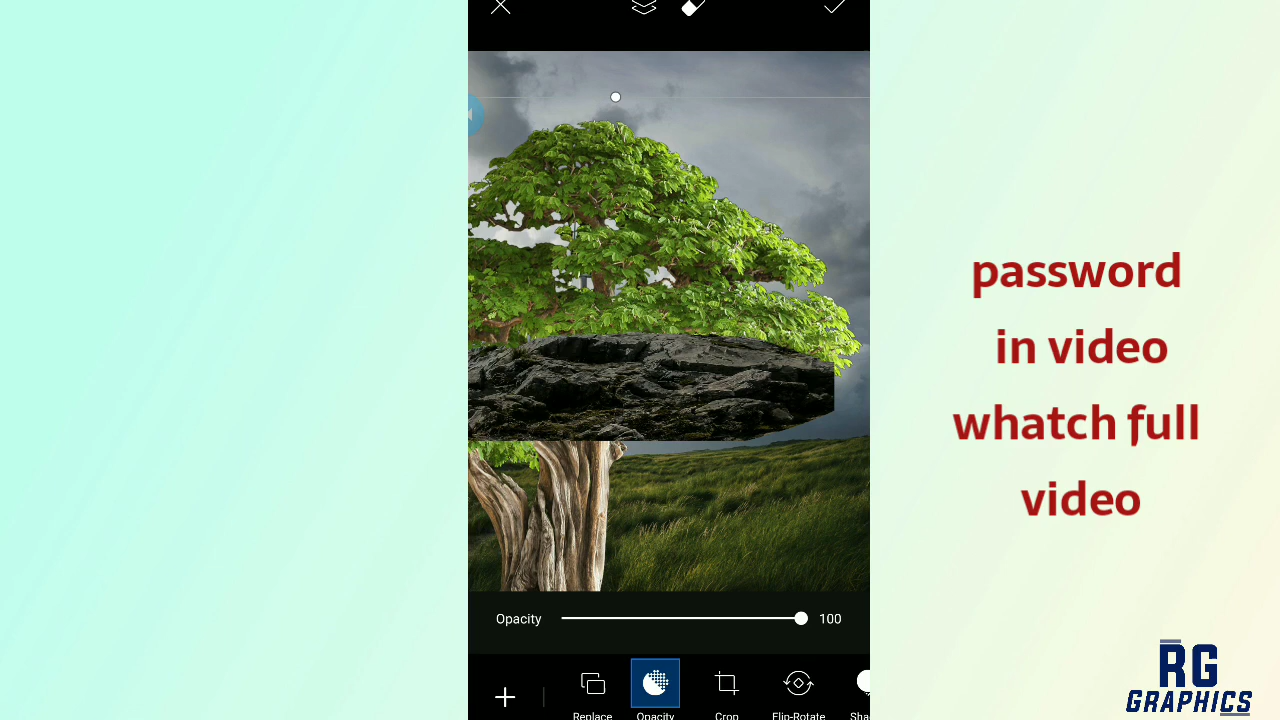 password
in video
whatch full
video
Opacity
100
Replace
Opacity
Crop
Flip-Rotate
RG
GRAPHICS